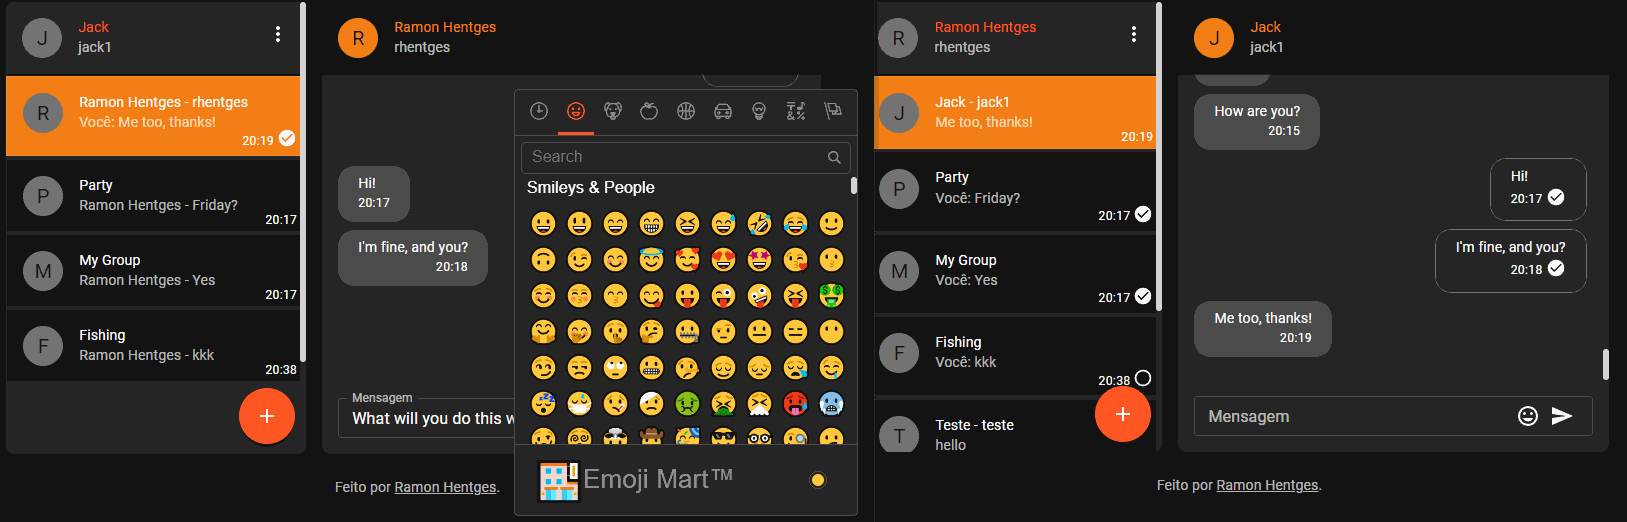 J
Jack
jack1
R
Ramon Hentges - rhentges
Você: Me too, thanks!
20:19
P
Party
Ramon Hentges - Friday?
20:17
M
My Group
Ramon Hentges - Yes
20:17
F
Fishing
Ramon Hentges - kkk
20:38
+
R
Ramon Hentges
rhentges
Hi!
20:17
I'm fine, and you?
20:18
Mensagem
What will you do this w
Search
Smileys & People
Emoji Mart™
Feito por Ramon Hentges.
R
Ramon Hentges
rhentges
J
Jack - jack1
Me too, thanks!
20:19
P
Party
Você: Friday?
20:17
M
My Group
Você: Yes
20:17
F
Fishing
Você: kkk
20:38
T
Teste - teste
hello
+
J
Jack
jack1
How are you?
20:15
Hi!
20:17
I'm fine, and you?
20:18
Me too, thanks!
20:19
Mensagem
Feito por Ramon Hentges.